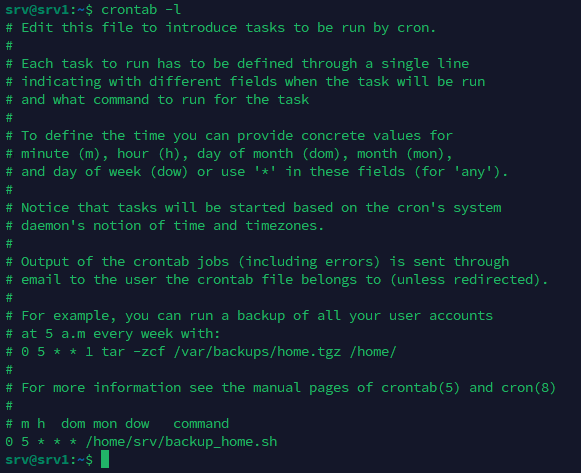 srv@srv1:~$ crontab -l
# Edit this file to introduce tasks to be run by cron.
#
# Each task to run has to be defined through a single line
# indicating with different fields when the task will be run
# and what command to run for the task
#
# To define the time you can provide concrete values for
# minute (m), hour (h), day of month (dom), month (mon),
# and day of week (dow) or use '*' in these fields (for 'any').
#
# Notice that tasks will be started based on the cron's system
# daemon's notion of time and timezones.
#
# Output of the crontab jobs (including errors) is sent through
# email to the user the crontab file belongs to (unless redirected).
#
# For example, you can run a backup of all your user accounts
# at 5 a.m every week with:
# 0 5 * * 1 tar -zcf /var/backups/home.tgz /home/
#
# For more information see the manual pages of crontab(5) and cron(8)
#
# m h  dom mon dow   command
0 5 * * * /home/srv/backup_home.sh
srv@srv1:~$